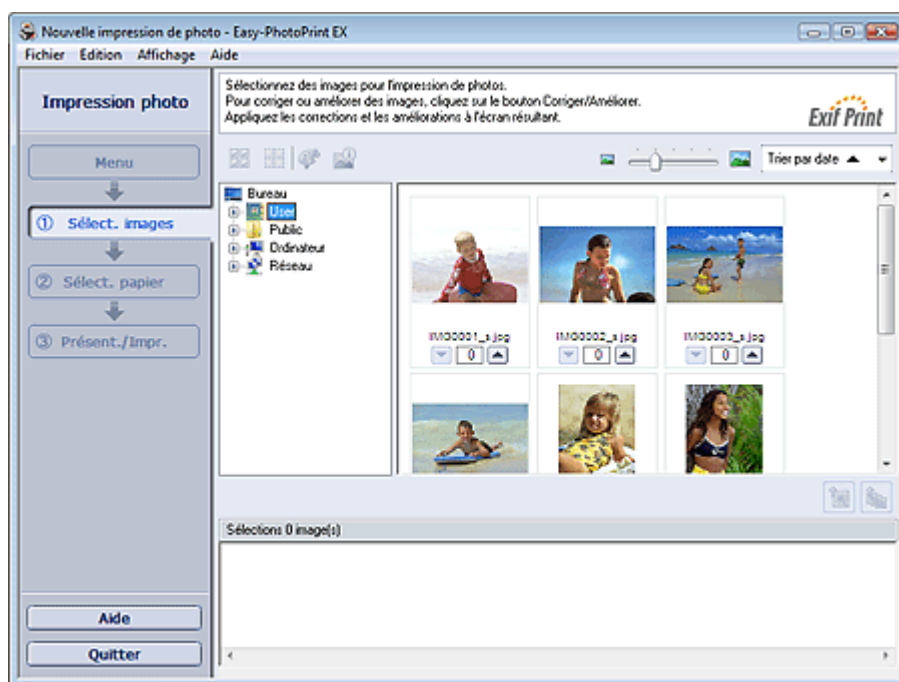 Nouvelle impression de photo - Easy-PhotoPrint EX
Fichier Edition Affichage Aide
Impression photo
Sélectionnez des images pour l'impression de photos.
Pour corriger ou améliorer des images, cliquez sur le bouton Corriger/Améliorer.
Appliquez les corrections et les améliorations à l'écran résultant.
Exif Print
Menu
Trier par date
① Sélect. images
② Sélect. papier
③ Présent./Impr.
Bureau
User
Public
Ordinateur
Réseau
IMG0001_s.jpg IMG0002_s.jpg IMG0003_s.jpg
0 0 0
Sélections 0 image(s)
Aide
Quitter